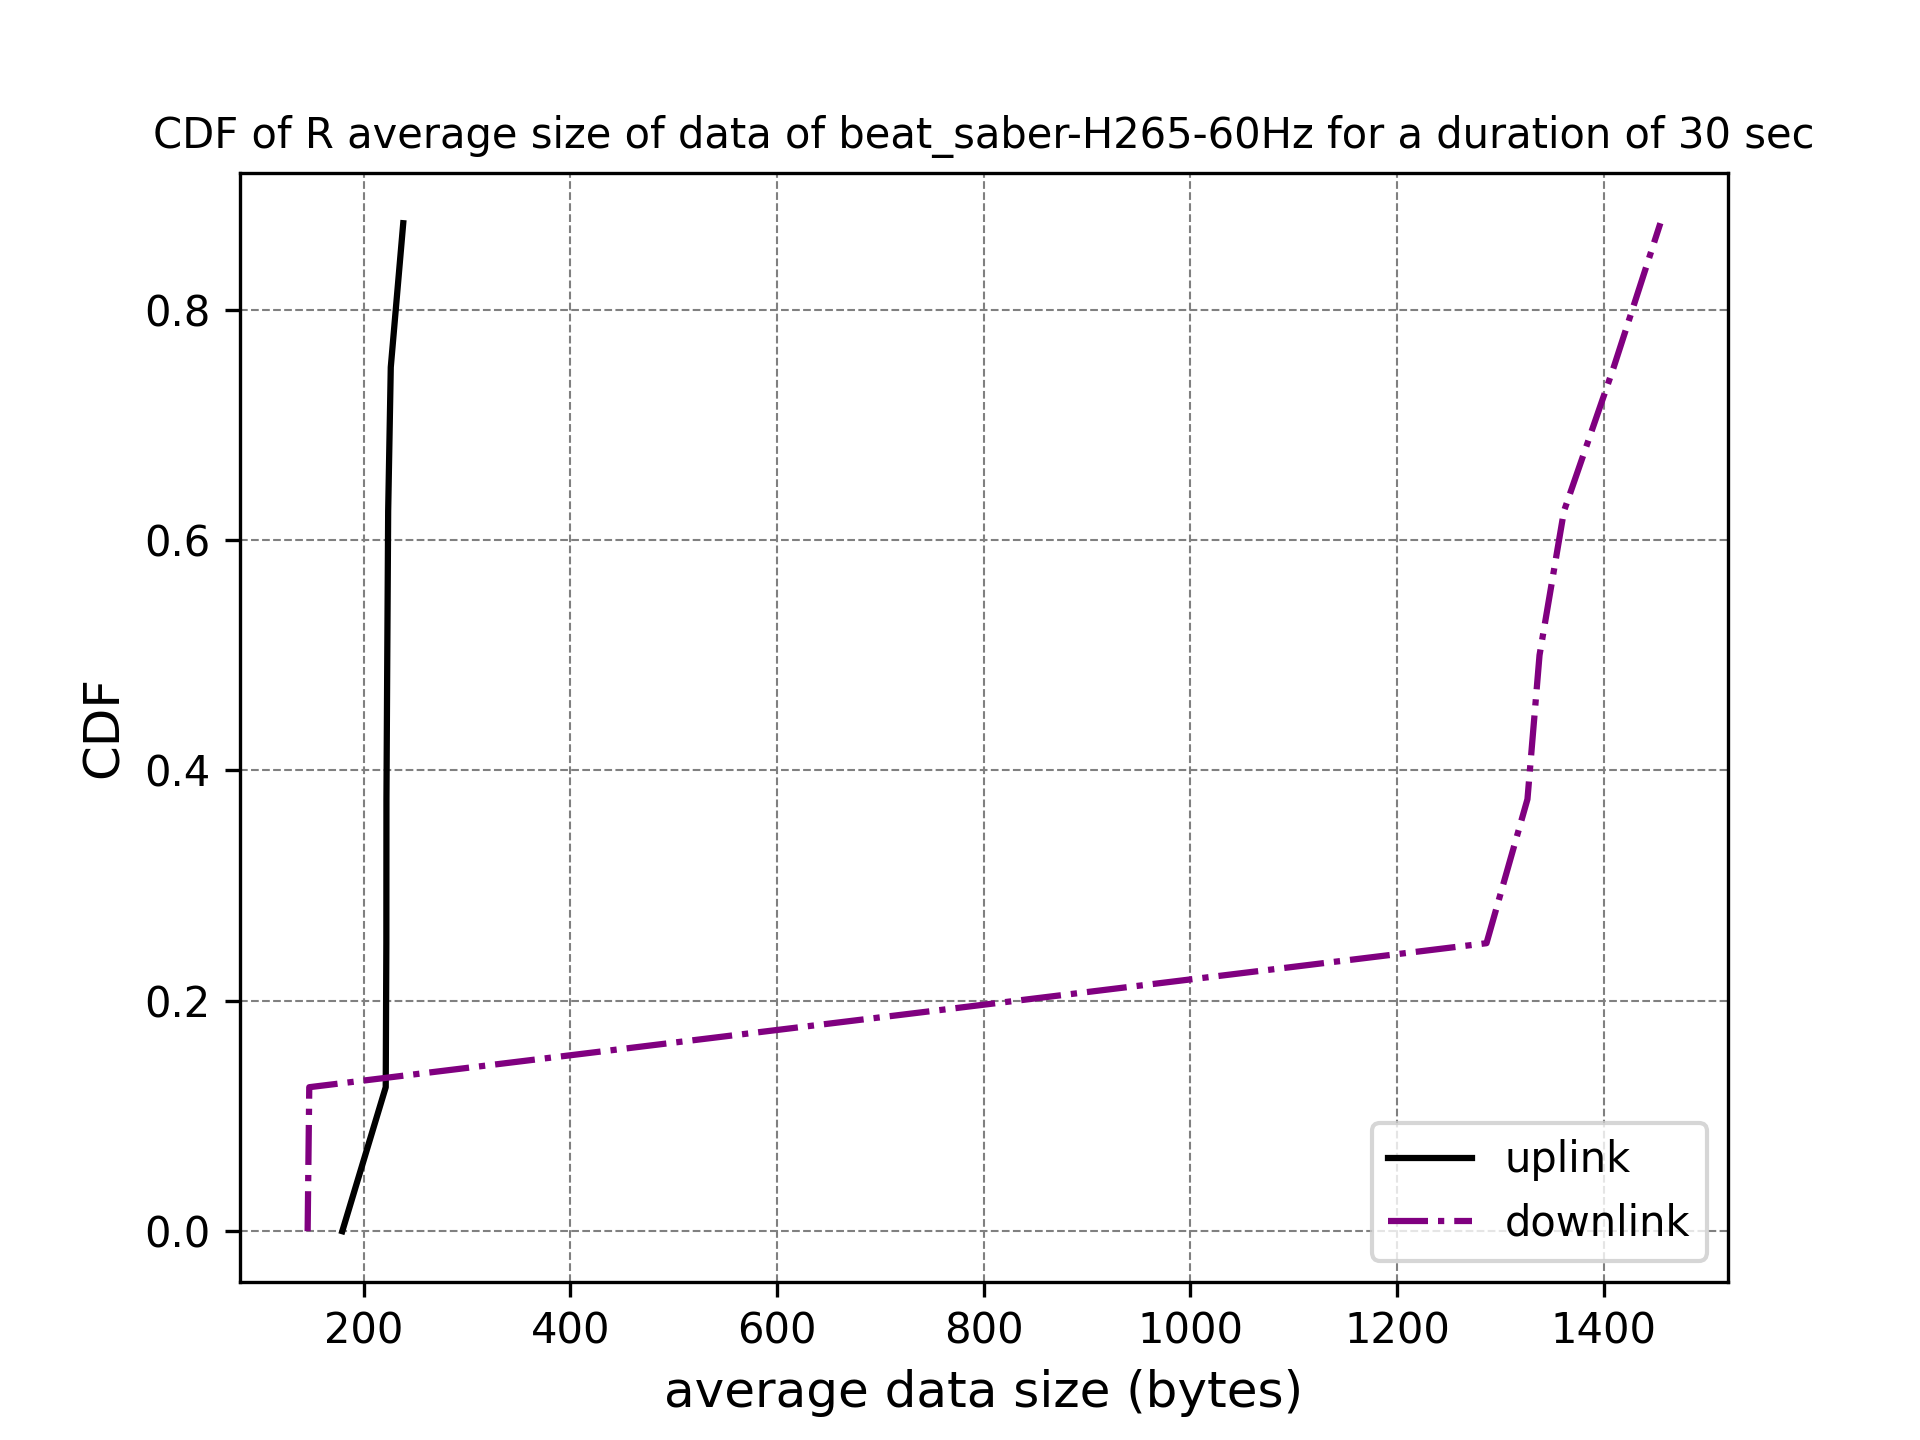 CDF of R average size of data of beat_saber-H265-60Hz for a duration of 30 sec
0.8
0.6
0.4
0.2
0.0
CDF
200 400 600 800 1000 1200 1400
average data size (bytes)
uplink
downlink